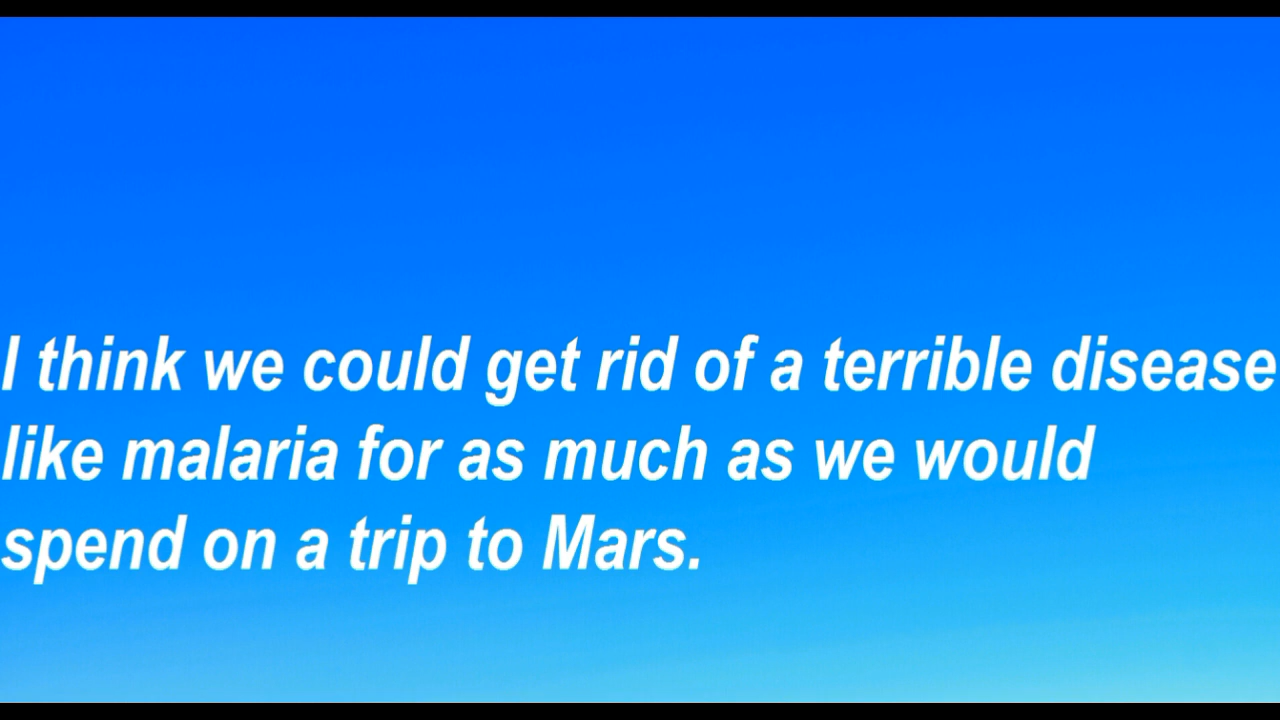 I think we could get rid of a terrible disease
like malaria for as much as we would
spend on a trip to Mars.